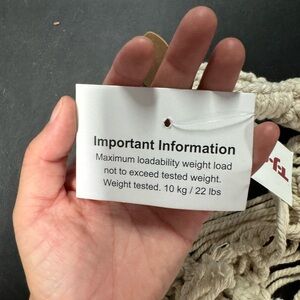 Important Information
Maximum loadability weight load
not to exceed tested weight.
Weight tested. 10 kg / 22 lbs